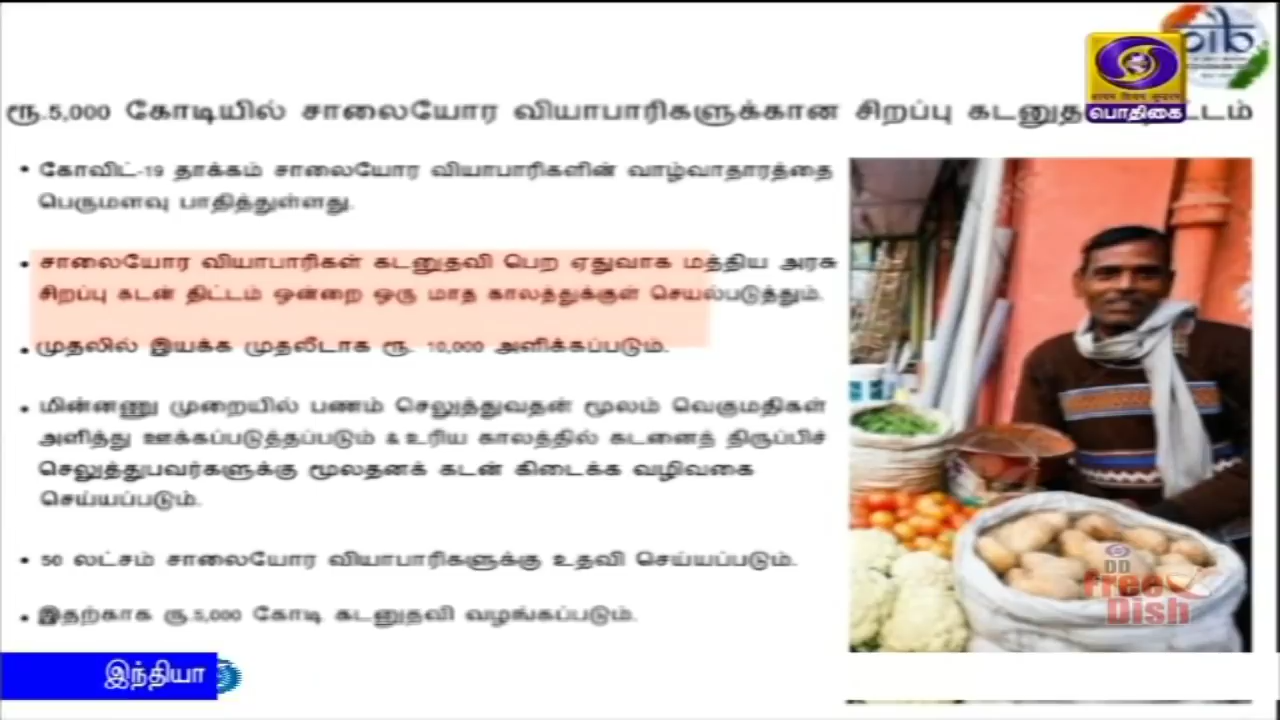 pib
பொதிகை
ரூ.5,000 கோடியில் சாலையோர வியாபாரிகளுக்கான சிறப்பு
• கோவிட்-19 தாக்கம் சாலையோர வியாபாரிகளின் வாழ்வாதாரத்தை
பெருமளவு பாதித்துள்ளது.
• சாலையோர வியாபாரிகள் கடனுதவி பெற ஏதுவாக மத்திய அரசு
சிறப்பு கடன் திட்டம் ஒன்றை ஒரு மாத காலத்துக்குள் செயல்படுத்தும்.
• முதலில் இயக்க முதலீடாக ரூ. 10,000 அளிக்கப்படும்.
• மின்னணு முறையில் பணம் செலுத்துவதன் மூலம் வெகுமதிகள்
அளித்து ஊக்கப்படுத்தப்படும் & உரிய காலத்தில் கடனைத் திருப்பிச்
செலுத்துபவர்களுக்கு மூலதனக் கடன் கிடைக்க வழிவகை
செய்யப்படும்.
• 50 லட்சம் சாலையோர வியாபாரிகளுக்கு உதவி செய்யப்படும்.
• இதற்காக ரூ.5,000 கோடி கடனுதவி வழங்கப்படும்.
DD
free
Dish
இந்தியா